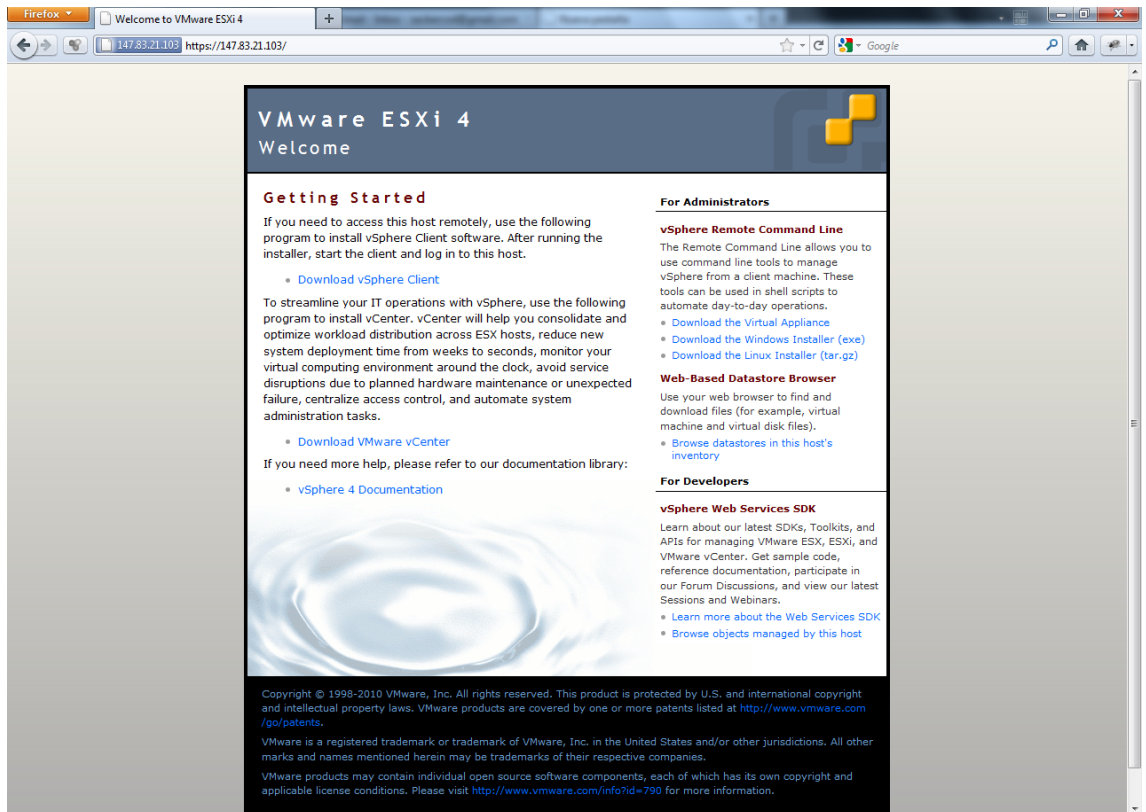 Firefox
Welcome to VMware ESXi 4
147.83.21.103 https://147.83.21.103/
Google
VMware ESXi 4
Welcome
Getting Started
If you need to access this host remotely, use the following
program to install vSphere Client software. After running the
installer, start the client and log in to this host.
Download vSphere Client
To streamline your IT operations with vSphere, use the following
program to install vCenter. vCenter will help you consolidate and
optimize workload distribution across ESX hosts, reduce new
system deployment time from weeks to seconds, monitor your
virtual computing environment around the clock, avoid service
disruptions due to planned hardware maintenance or unexpected
failure, centralize access control, and automate system
administration tasks.
Download VMware vCenter
If you need more help, please refer to our documentation library:
vSphere 4 Documentation
For Administrators
vSphere Remote Command Line
The Remote Command Line allows you to
use command line tools to manage
vSphere from a client machine. These
tools can be used in shell scripts to
automate day-to-day operations.
Download the Virtual Appliance
Download the Windows Installer (exe)
Download the Linux Installer (tar.gz)
Web-Based Datastore Browser
Use your web browser to find and
download files (for example, virtual
machine and virtual disk files).
Browse datastores in this host's
inventory
For Developers
vSphere Web Services SDK
Learn about our latest SDKs, Toolkits, and
APIs for managing VMware ESX, ESXi, and
VMware vCenter. Get sample code,
reference documentation, participate in
our Forum Discussions, and view our latest
Sessions and Webinars.
Learn more about the Web Services SDK
Browse objects managed by this host
Copyright © 1998-2010 VMware, Inc. All rights reserved. This product is protected by U.S. and international copyright
and intellectual property laws. VMware products are covered by one or more patents listed at http://www.vmware.com
/go/patents.
VMware is a registered trademark or trademark of VMware, Inc. in the United States and/or other jurisdictions. All other
marks and names mentioned herein may be trademarks of their respective companies.
VMware products may contain individual open source software components, each of which has its own copyright and
applicable license conditions. Please visit http://www.vmware.com/info?id=790 for more information.